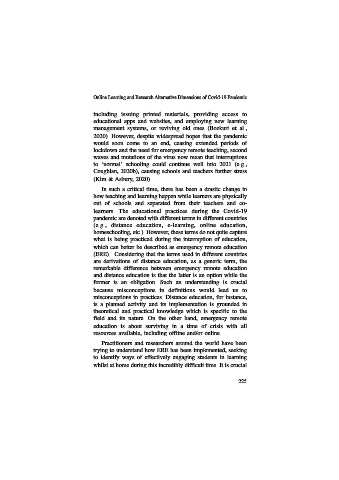 Online Learning and Research Alternative Dimensions of Covid-19 Pandemic
including issuing printed materials, providing access to
educational apps and websites, and employing new learning
management systems, or reviving old ones (Bozkurt et al.,
2020). However, despite widespread hopes that the pandemic
would soon come to an end, causing extended periods of
lockdown and the need for emergency remote teaching, second
waves and mutations of the virus now mean that interruptions
to 'normal' schooling could continue well into 2021 (e.g.,
Coughlan, 2020b), causing schools and teachers further stress
(Kim & Asbury, 2020).
In such a critical time, there has been a drastic change in
how teaching and learning happen while learners are physically
out of schools and separated from their teachers and co-
learners. The educational practices during the Covid-19
pandemic are denoted with different terms in different countries
(e.g., distance education, e-learning, online education,
homeschooling, etc.). However, these terms do not quite capture
what is being practiced during the interruption of education,
which can better be described as emergency remote education
(ERE). Considering that the terms used in different countries
are derivations of distance education, as a generic term, the
remarkable difference between emergency remote education
and distance education is that the latter is an option while the
former is an obligation. Such an understanding is crucial
because misconceptions in definitions would lead us to
misconceptions in practices. Distance education, for instance,
is a planned activity and its implementation is grounded in
theoretical and practical knowledge which is specific to the
field and its nature. On the other hand, emergency remote
education is about surviving in a time of crisis with all
resources available, including offline and/or online.
Practitioners and researchers around the world have been
trying to understand how ERE has been implemented, seeking
to identify ways of effectively engaging students in learning
whilst at home during this incredibly difficult time. It is crucial